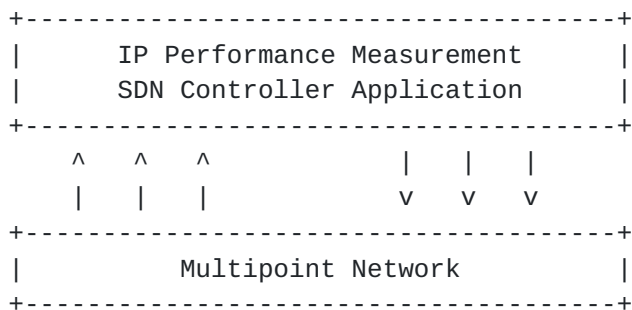 IP Performance Measurement
SDN Controller Application
Multipoint Network